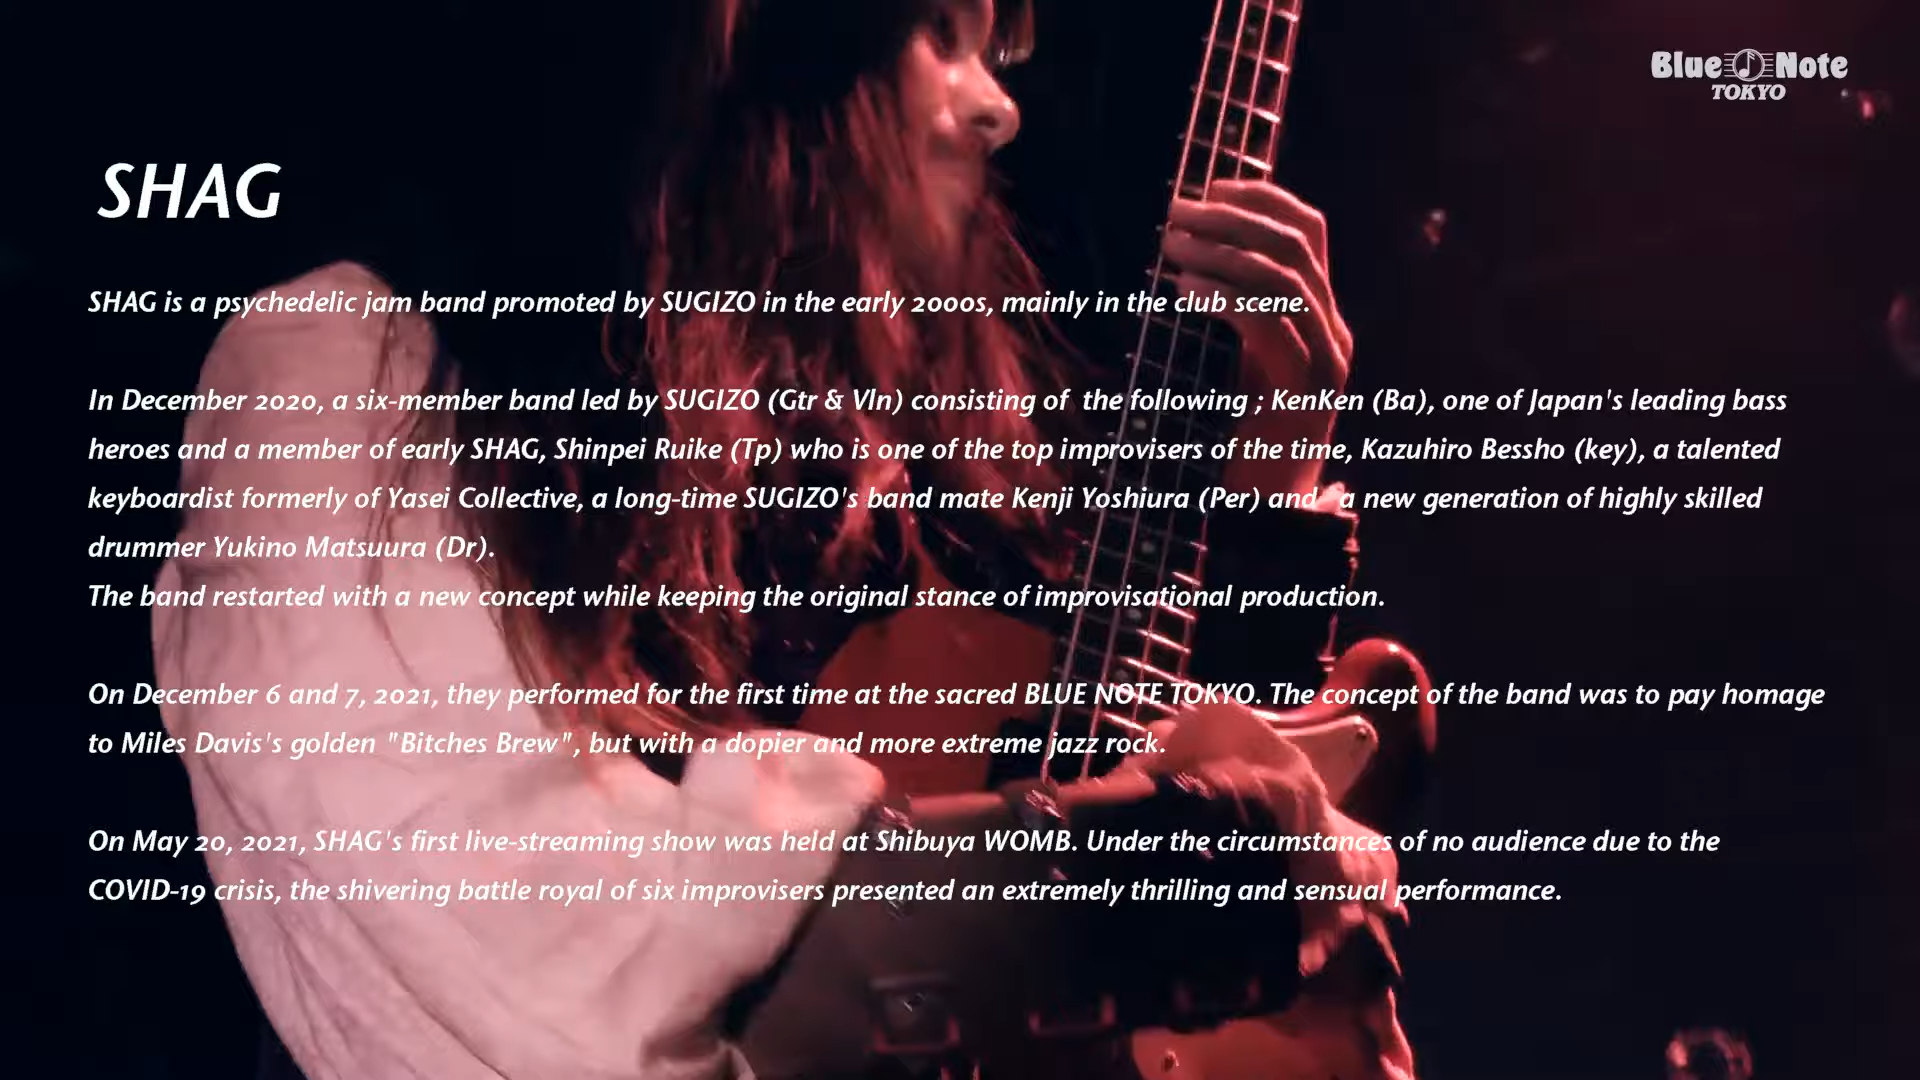 Blue Note
TOKYO
SHAG
SHAG is a psychedelic jam band promoted by SUGIZO in the early 2000s, mainly in the club scene.
In December 2020, a six-member band led by SUGIZO (Gtr & Vln) consisting of  the following ; KenKen (Ba), one of Japan's leading bass
heroes and a member of early SHAG, Shinpei Ruike (Tp) who is one of the top improvisers of the time, Kazuhiro Bessho (key), a talented
keyboardist formerly of Yasei Collective, a long-time SUGIZO's band mate Kenji Yoshiura (Per) and  a new generation of highly skilled
drummer Yukino Matsuura (Dr).
The band restarted with a new concept while keeping the original stance of improvisational production.
On December 6 and 7, 2021, they performed for the first time at the sacred BLUE NOTE TOKYO. The concept of the band was to pay homage
to Miles Davis's golden "Bitches Brew", but with a dopier and more extreme jazz rock.
On May 20, 2021, SHAG's first live-streaming show was held at Shibuya WOMB. Under the circumstances of no audience due to the
COVID-19 crisis, the shivering battle royal of six improvisers presented an extremely thrilling and sensual performance.